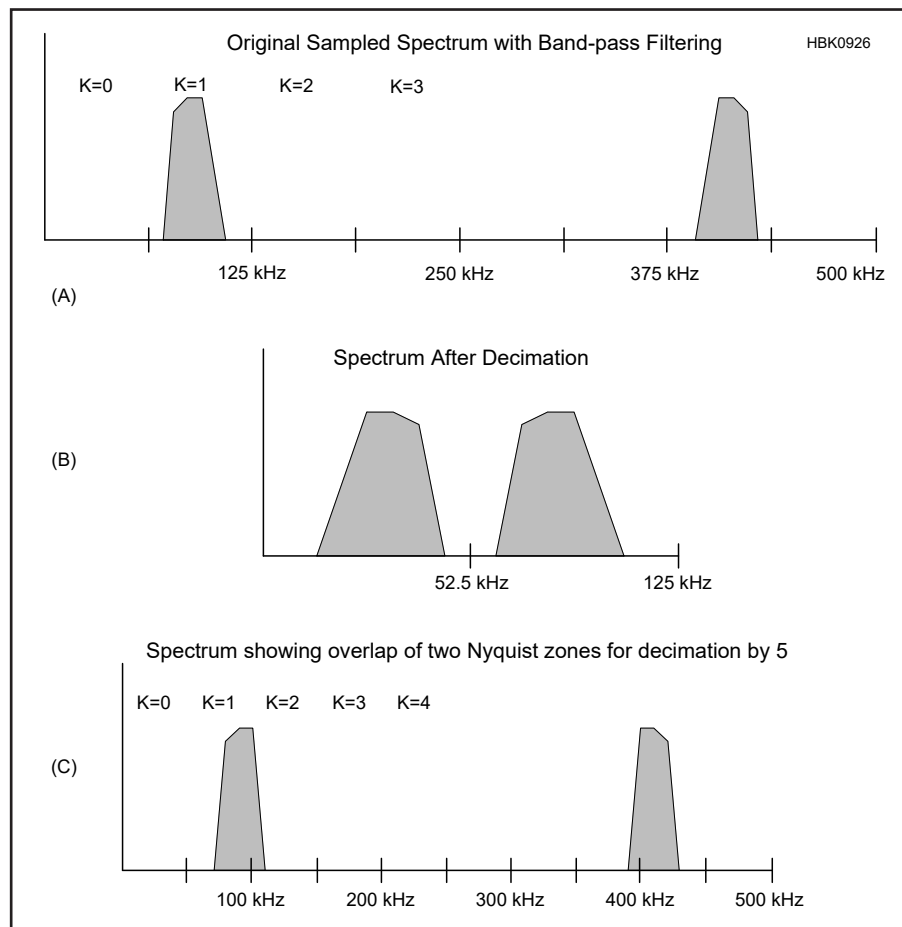 Original Sampled Spectrum with Band-pass Filtering
HBK0926
K=0 K=1 K=2 K=3
125 kHz 250 kHz 375 kHz 500 kHz
(A)
Spectrum After Decimation
(B)
52.5 kHz 125 kHz
Spectrum showing overlap of two Nyquist zones for decimation by 5
K=0 K=1 K=2 K=3 K=4
(C)
100 kHz 200 kHz 300 kHz 400 kHz 500 kHz